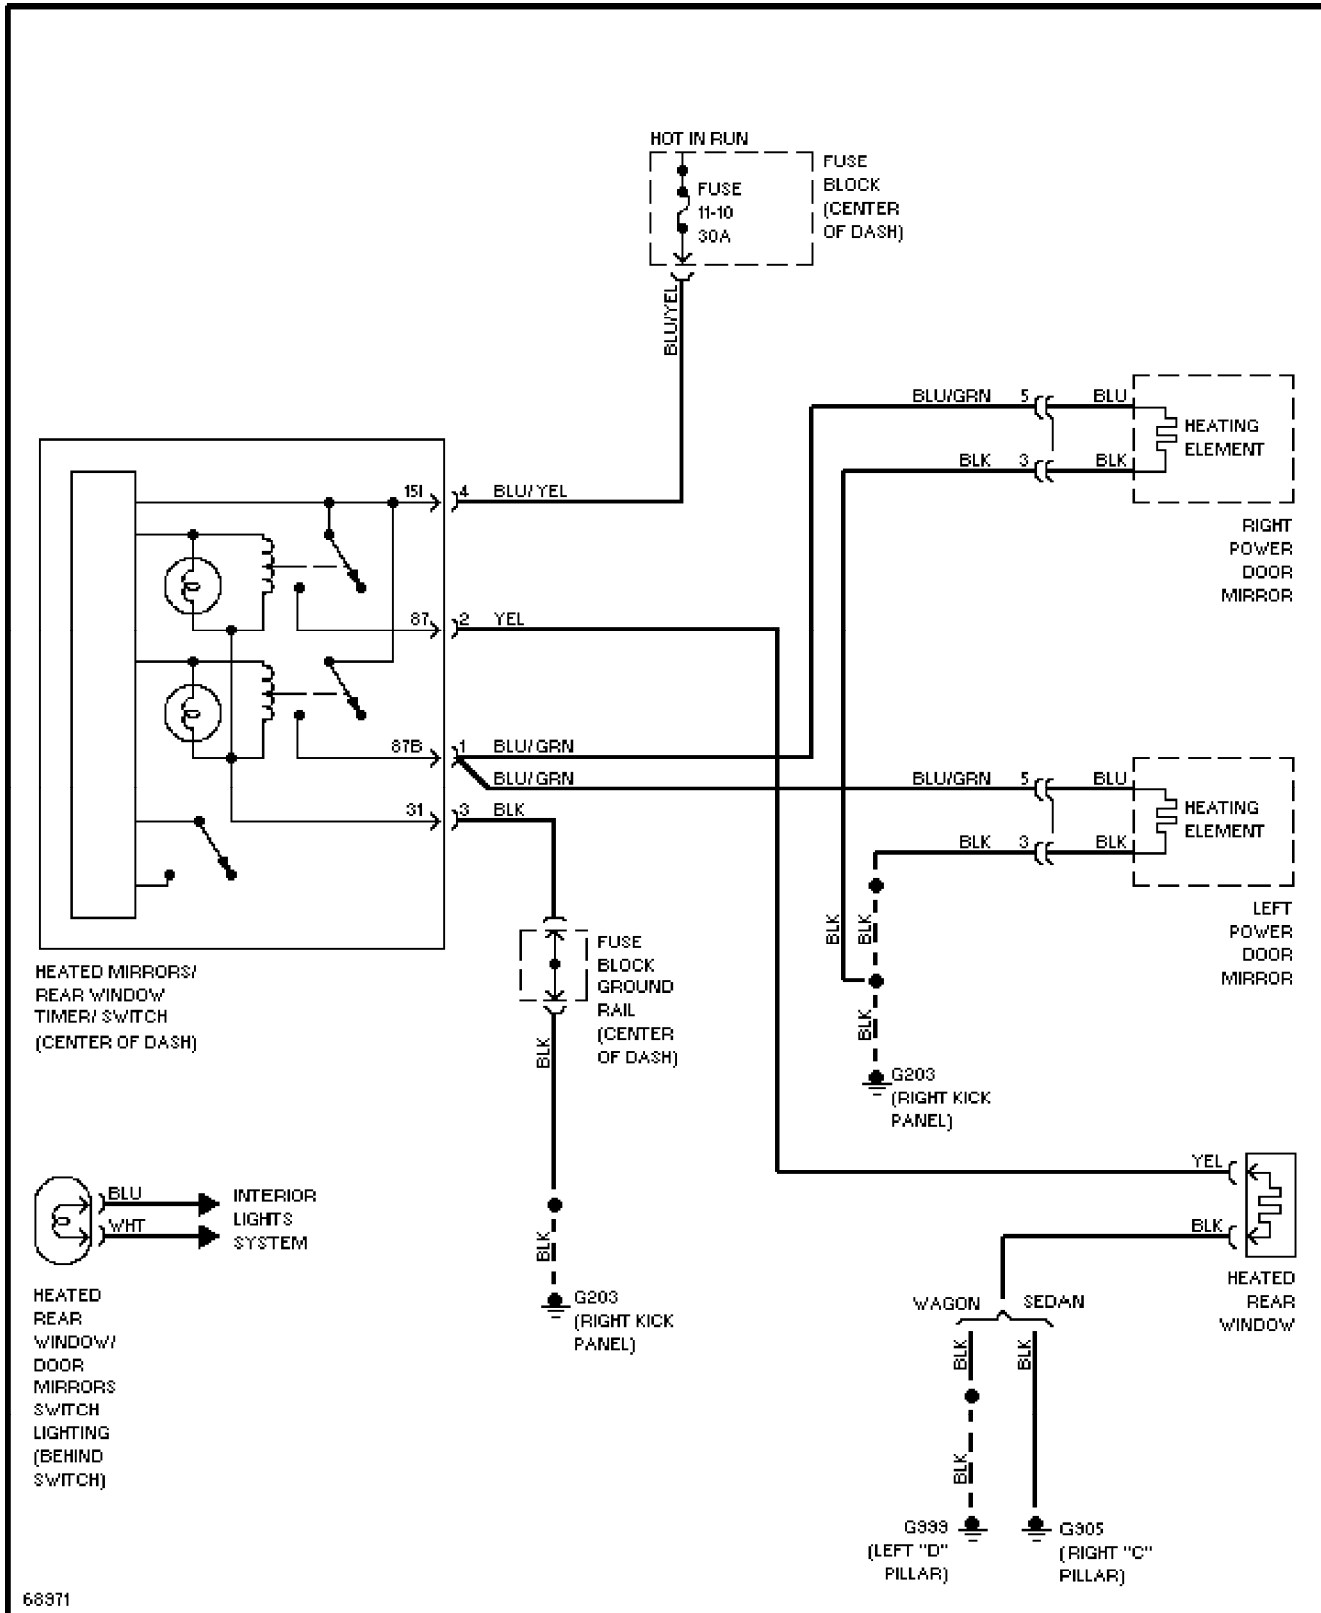 HOT IN RUN
FUSE
11-10
30A
FUSE
BLOCK
(CENTER
OF DASH)
BLU/YEL
BLU/GRN 5 BLU
HEATING
ELEMENT
BLK 3 BLK
RIGHT
POWER
DOOR
MIRROR
15I 4 BLU/YEL
87 2 YEL
87B 1 BLU/GRN
BLU/GRN
31 3 BLK
BLU/GRN 5 BLU
HEATING
ELEMENT
BLK 3 BLK
LEFT
POWER
DOOR
MIRROR
BLK
BLK
BLK
G203
(RIGHT KICK
PANEL)
HEATED MIRRORS/
REAR WINDOW
TIMER/ SWITCH
(CENTER OF DASH)
FUSE
BLOCK
GROUND
RAIL
(CENTER
OF DASH)
BLK
BLK
G203
(RIGHT KICK
PANEL)
BLU
WHT
INTERIOR
LIGHTS
SYSTEM
HEATED
REAR
WINDOW/
DOOR
MIRRORS
SWITCH
LIGHTING
(BEHIND
SWITCH)
YEL
BLK
HEATED
REAR
WINDOW
WAGON SEDAN
BLK
BLK
BLK
G999
(LEFT "D"
PILLAR)
G905
(RIGHT "C"
PILLAR)
68971